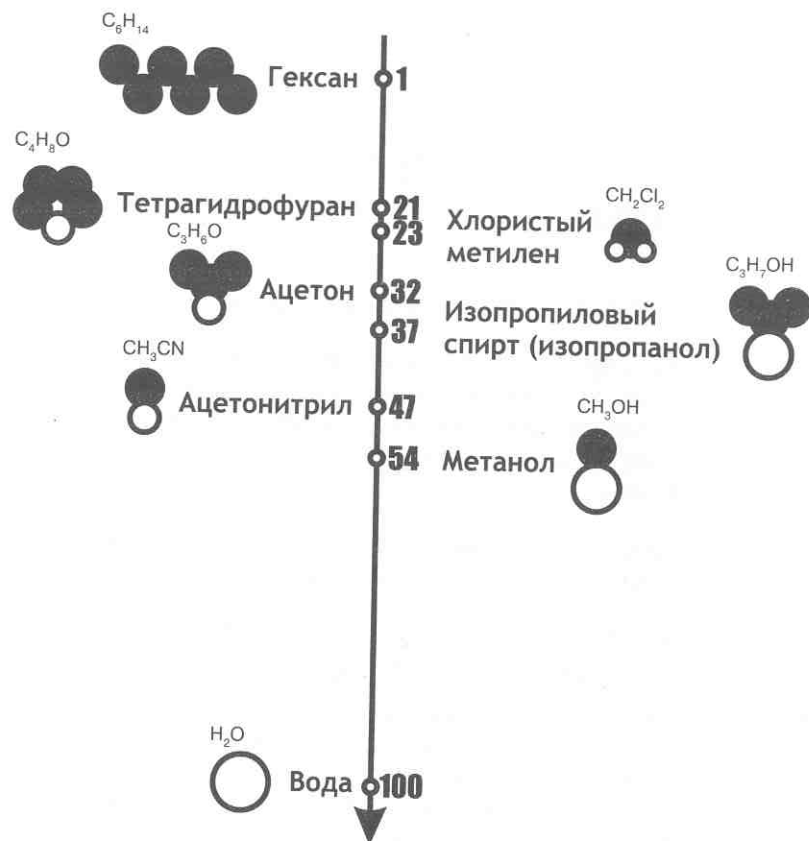 C6H14
Гексан 1
C4H8O
Тетрагидрофуран 21
23 Хлористый
метилен
CH2Cl2
C3H6O
Ацетон 32
37 Изопропиловый
спирт (изопропанол)
C3H7OH
CH3CN
Ацетонитрил 47
54 Метанол
CH3OH
H2O
Вода 100